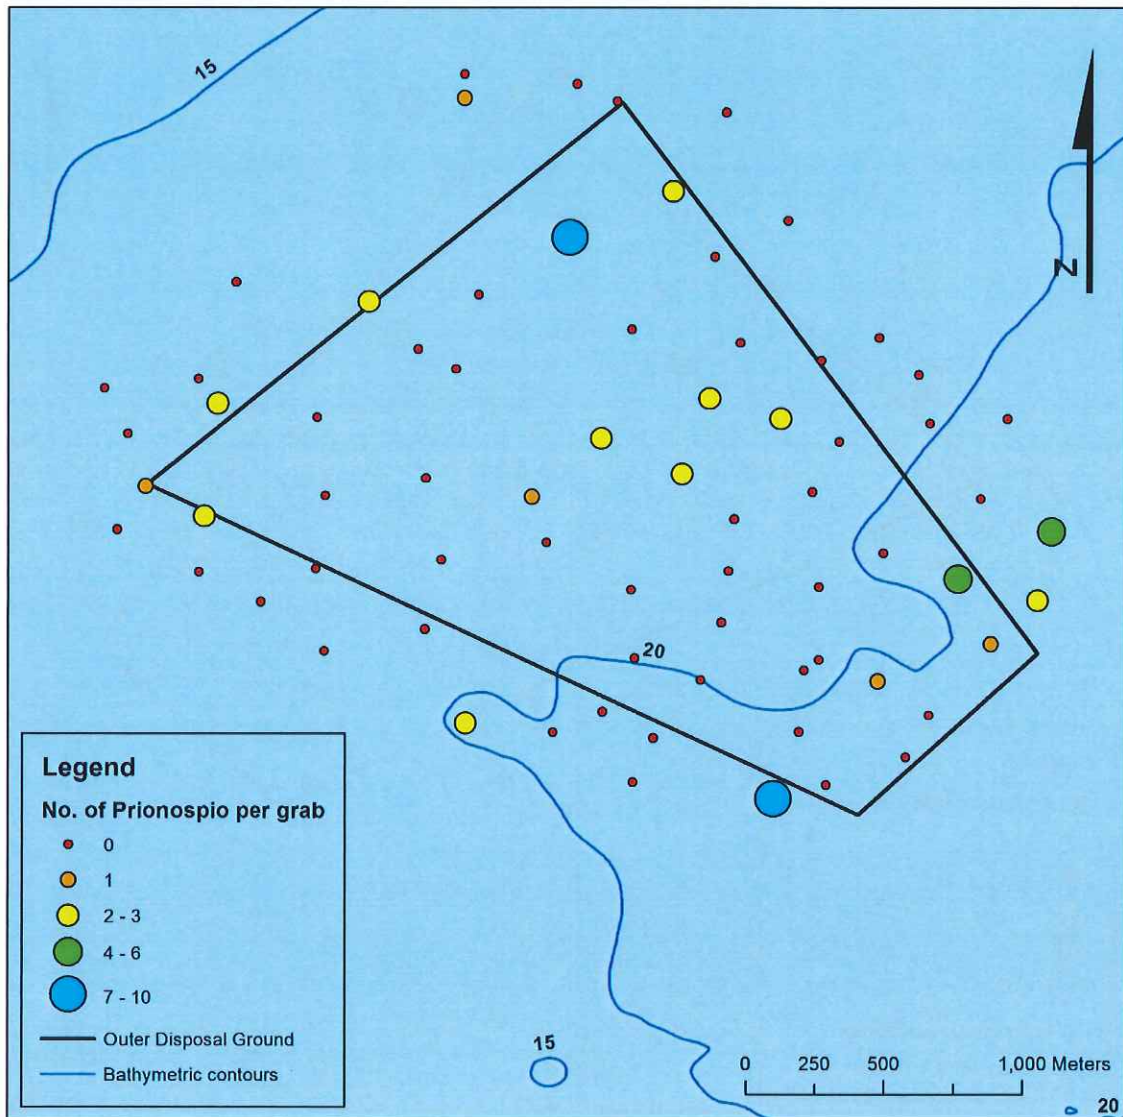 15
N
20
Legend
No. of Prionospio per grab
0
1
2 - 3
4 - 6
7 - 10
Outer Disposal Ground
Bathymetric contours
15
0 250 500 1,000 Meters
20